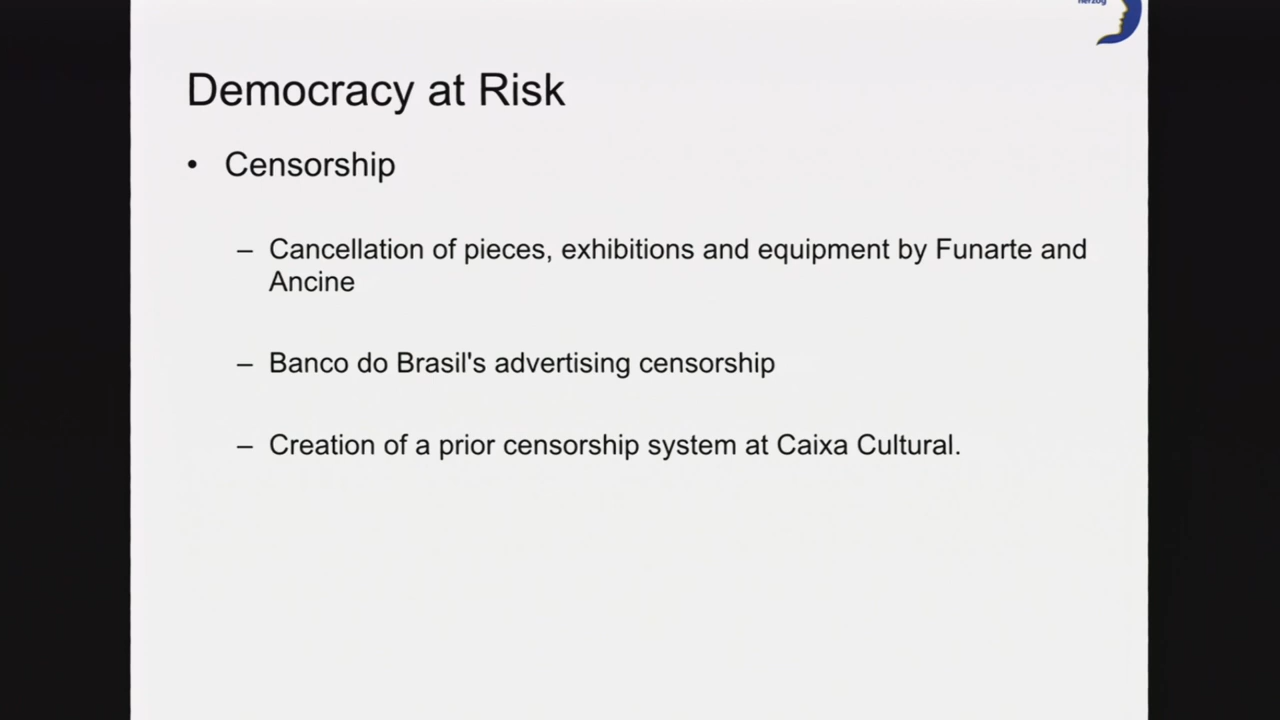 herzog
Democracy at Risk
• Censorship
– Cancellation of pieces, exhibitions and equipment by Funarte and
Ancine
– Banco do Brasil's advertising censorship
– Creation of a prior censorship system at Caixa Cultural.